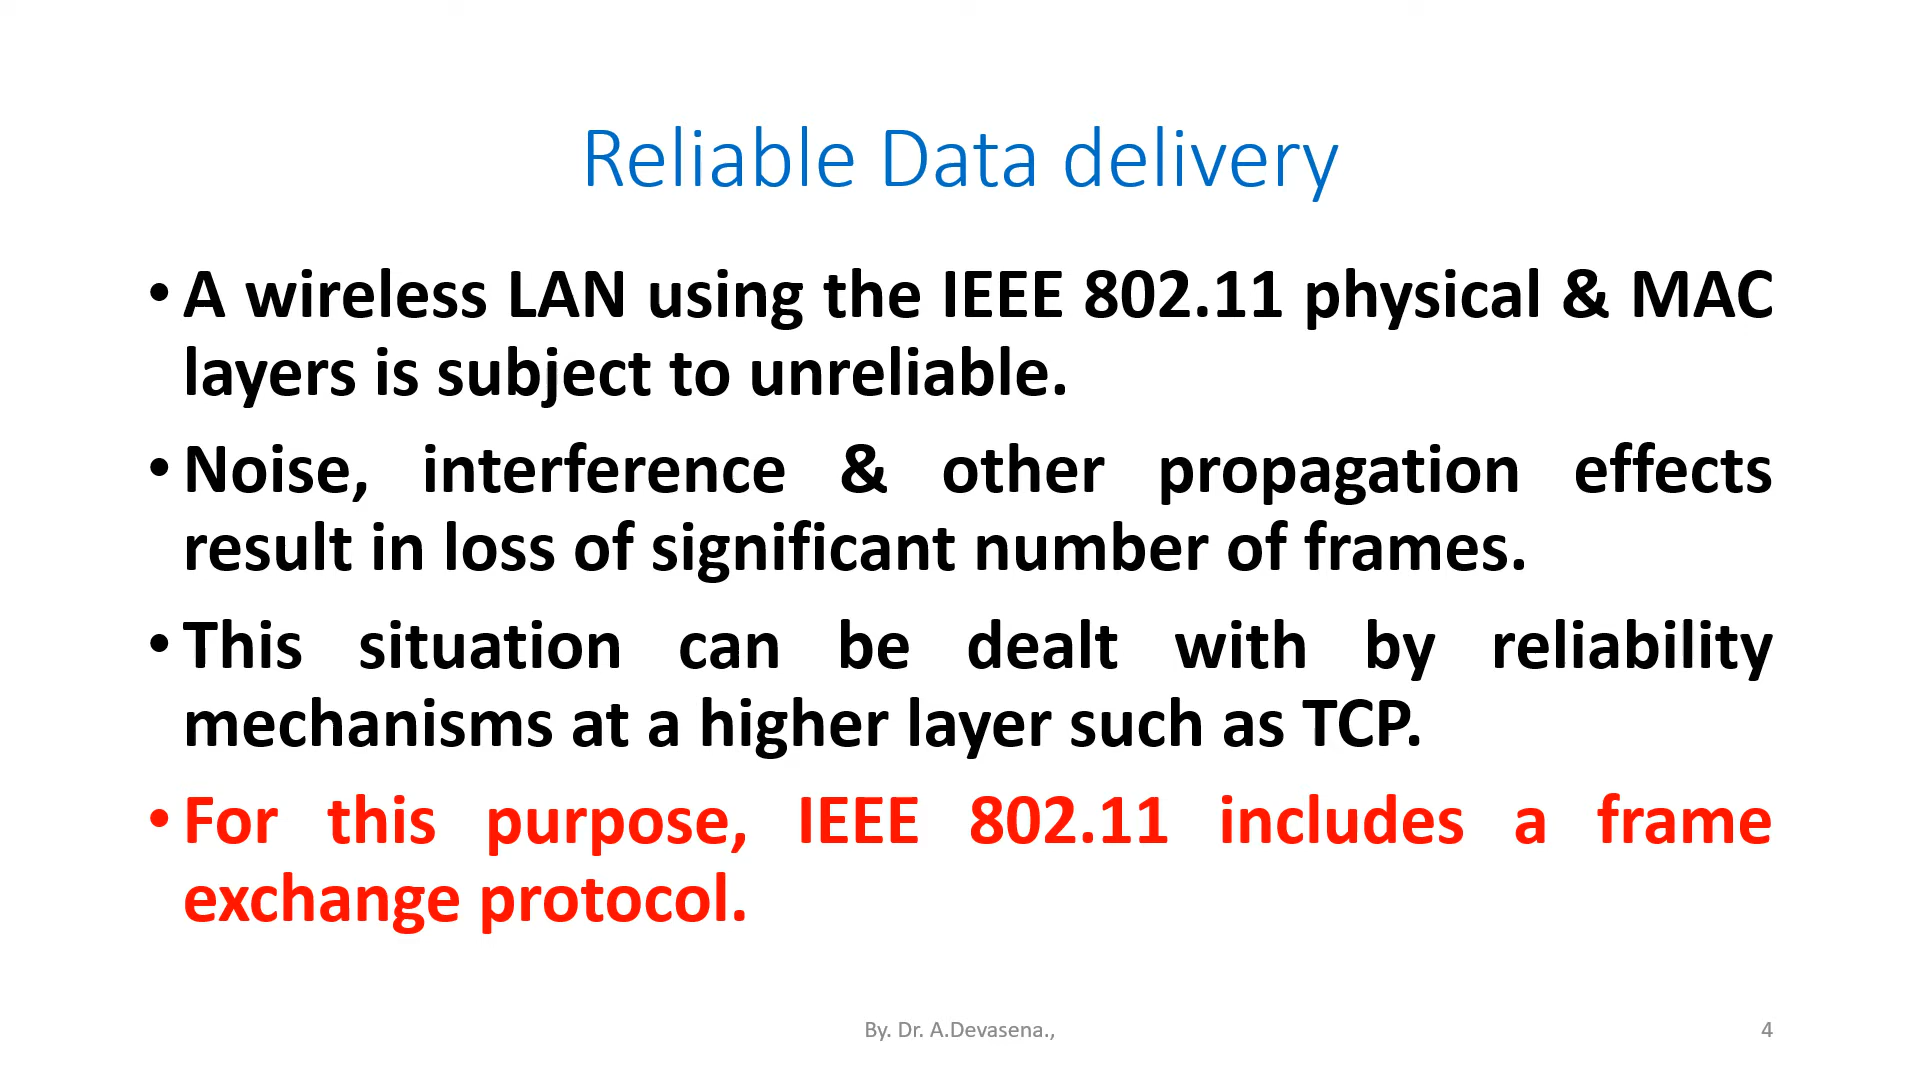 Reliable Data delivery
• A wireless LAN using the IEEE 802.11 physical & MAC
layers is subject to unreliable.
• Noise, interference & other propagation effects
result in loss of significant number of frames.
• This situation can be dealt with by reliability
mechanisms at a higher layer such as TCP.
• For this purpose, IEEE 802.11 includes a frame
exchange protocol.
By. Dr. A.Devasena.,
4